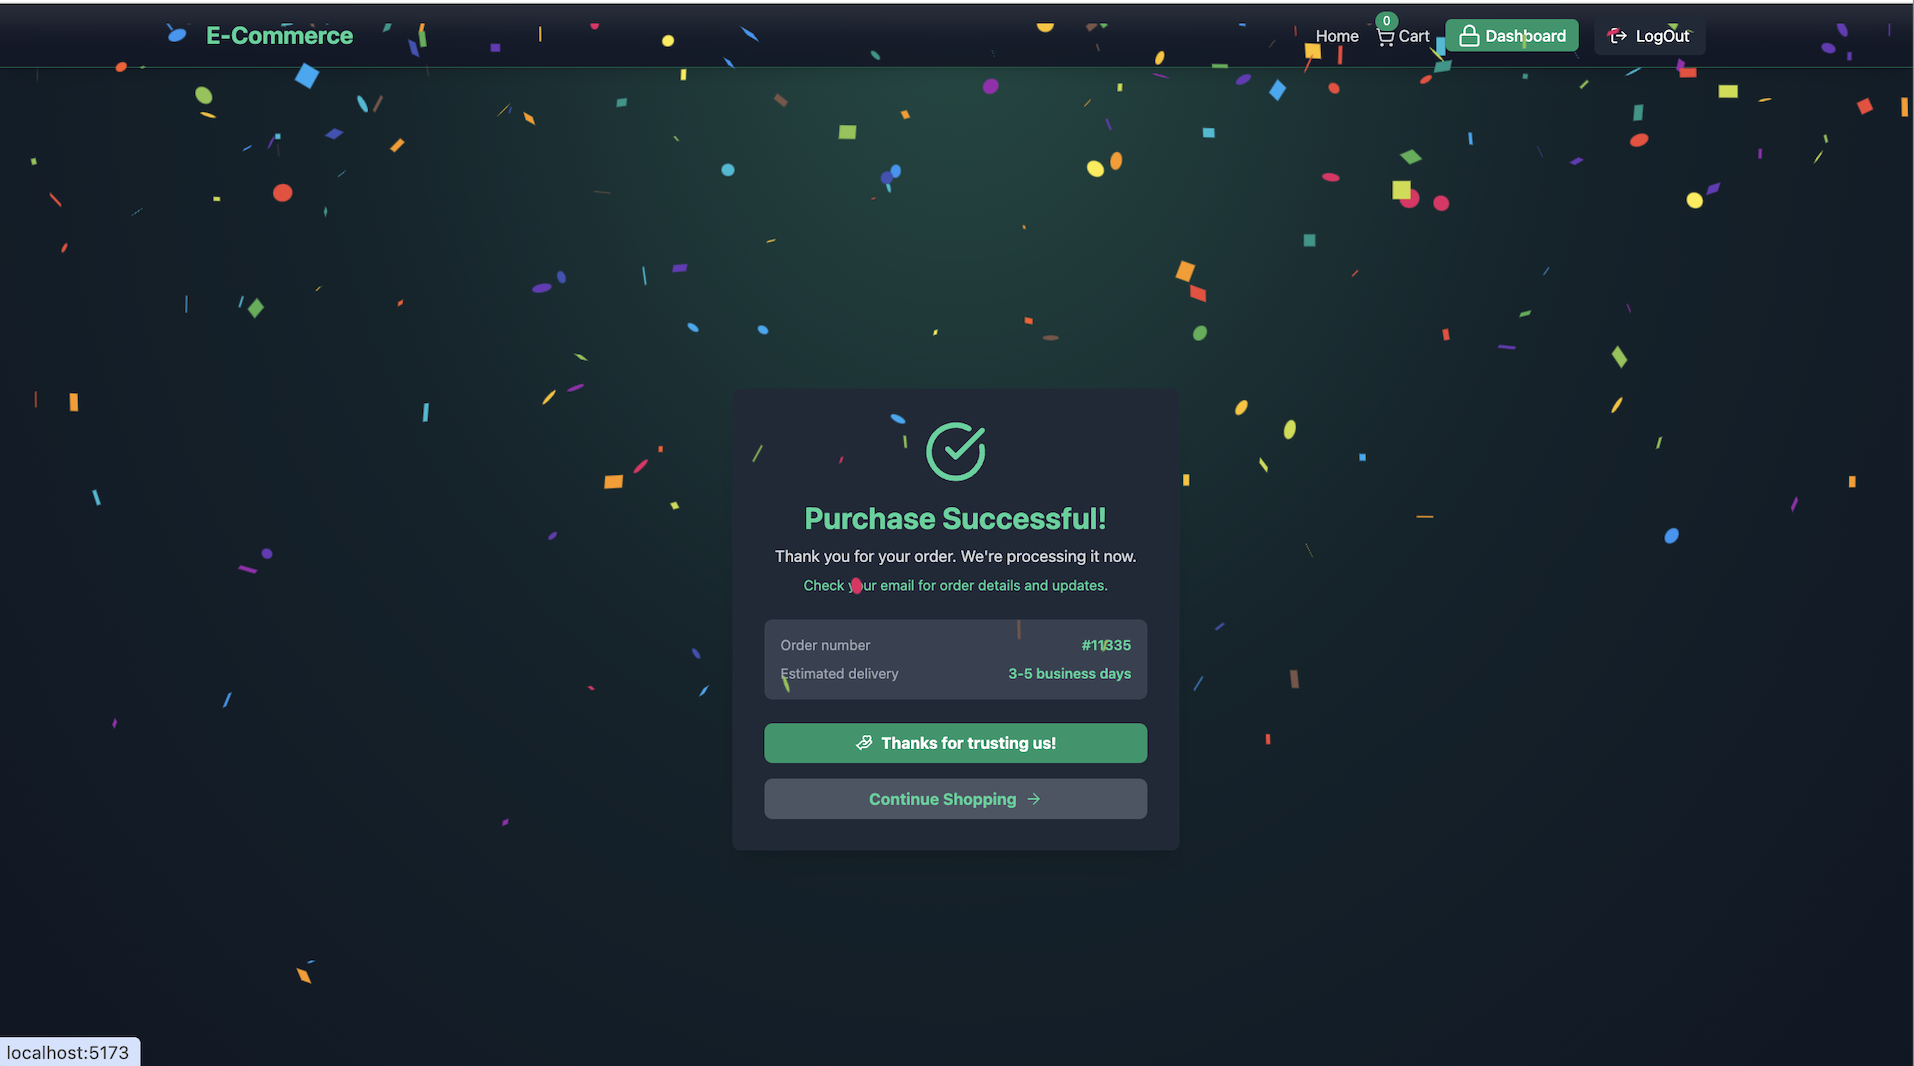 E-Commerce
Home
0
Cart
Dashboard
LogOut
Purchase Successful!
Thank you for your order. We're processing it now.
Check your email for order details and updates.
Order number #11335
Estimated delivery 3-5 business days
Thanks for trusting us!
Continue Shopping
localhost:5173